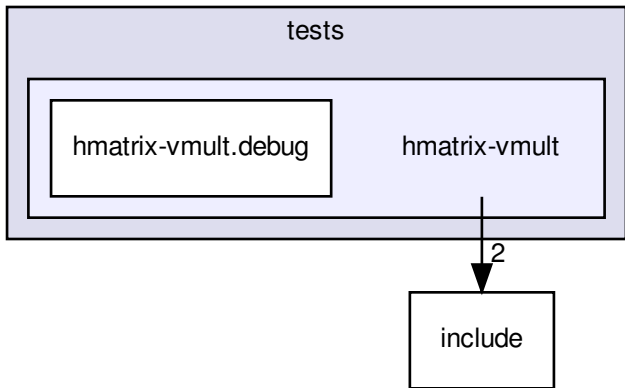 tests
hmatrix-vmult.debug
hmatrix-vmult
2
include